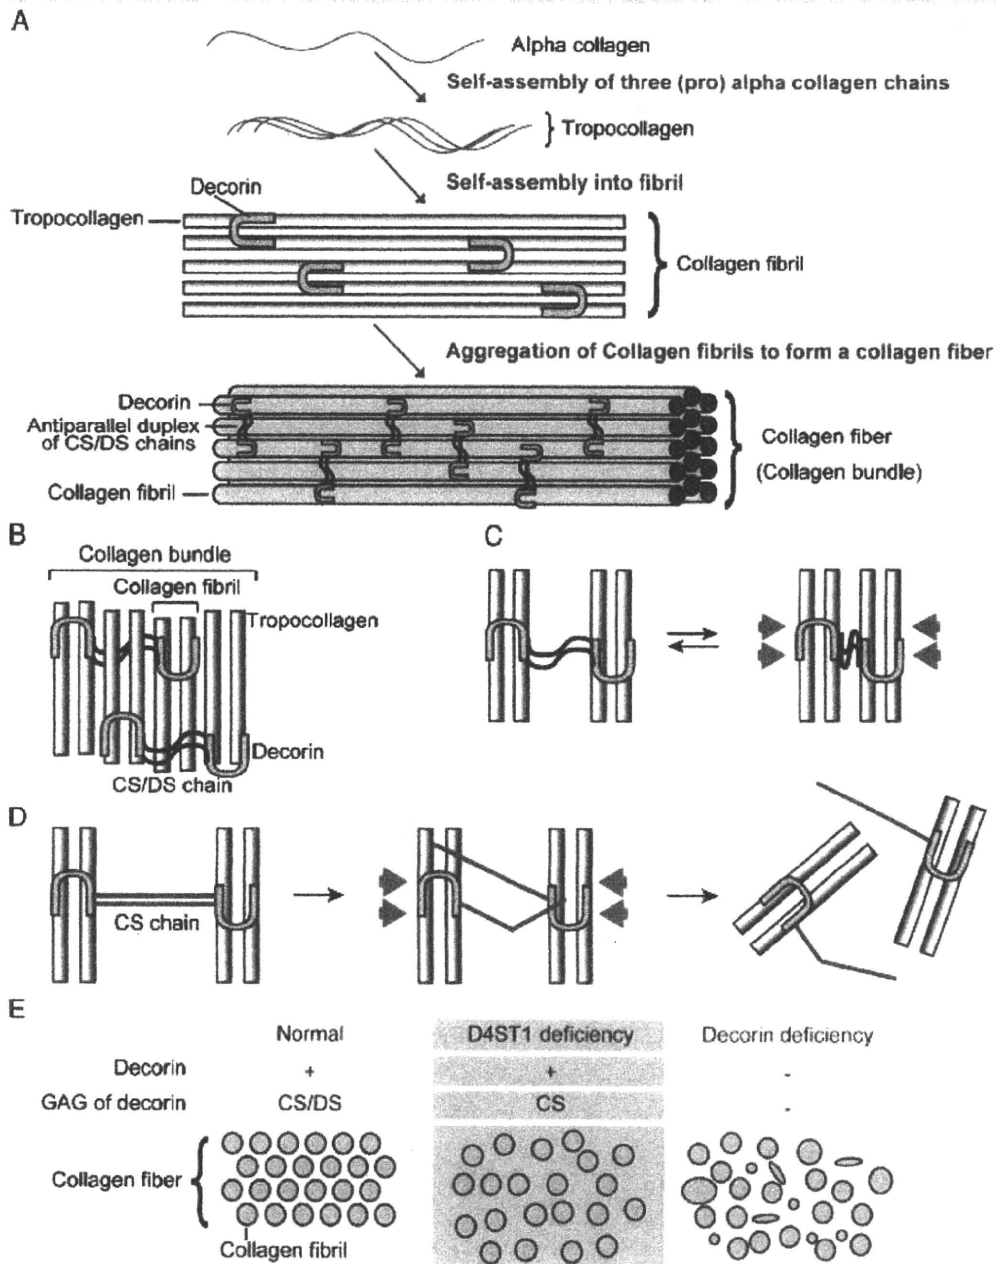 A
Alpha collagen
Self-assembly of three (pro) alpha collagen chains
Tropocollagen
Self-assembly into fibril
Decorin
Tropocollagen
Collagen fibril
Aggregation of Collagen fibrils to form a collagen fiber
Decorin
Antiparallel duplex
of CS/DS chains
Collagen fibril
Collagen fiber
(Collagen bundle)
B
Collagen bundle
Collagen fibril
Tropocollagen
Decorin
CS/DS chain
C
D
CS chain
E
Normal
D4ST1 deficiency
Decorin deficiency
Decorin
+
+
-
GAG of decorin
CS/DS
CS
-
Collagen fiber
Collagen fibril